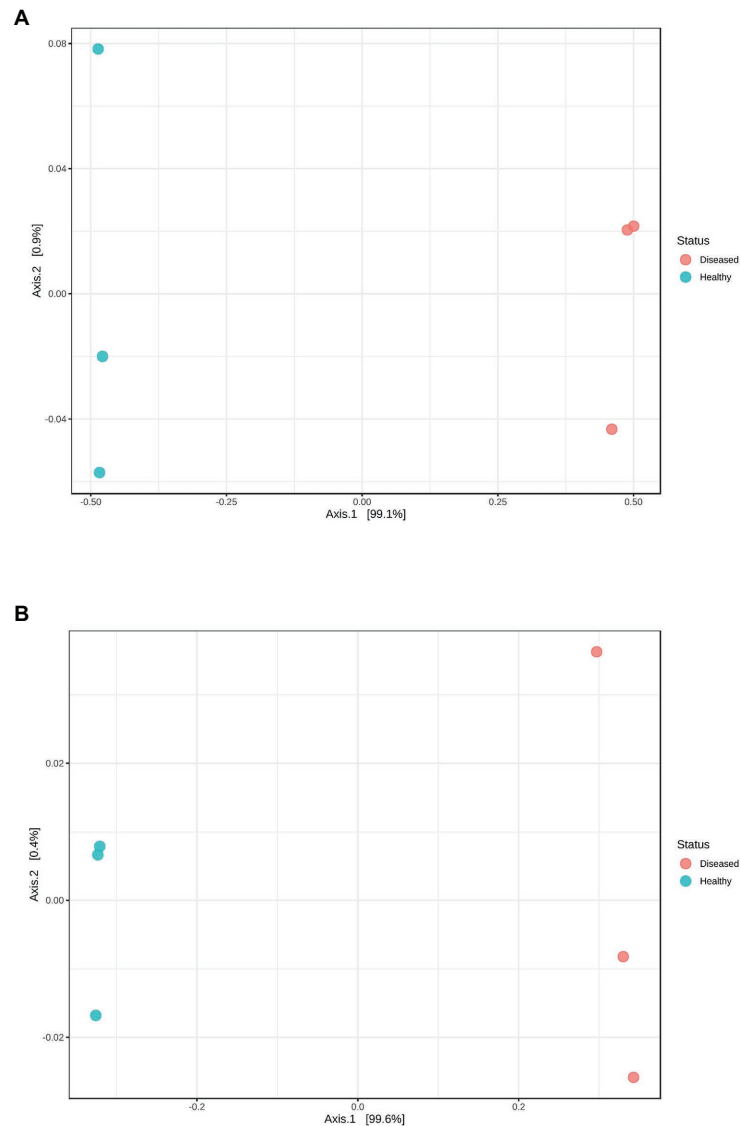 A
0.08
0.04
0.00
-0.04
Axis.2 [0.9%]
-0.50
-0.25
0.00
0.25
0.50
Axis.1 [99.1%]
Status
Diseased
Healthy
B
0.02
0.00
-0.02
Axis.2 [0.4%]
-0.2
0.0
0.2
Axis.1 [99.6%]
Status
Diseased
Healthy